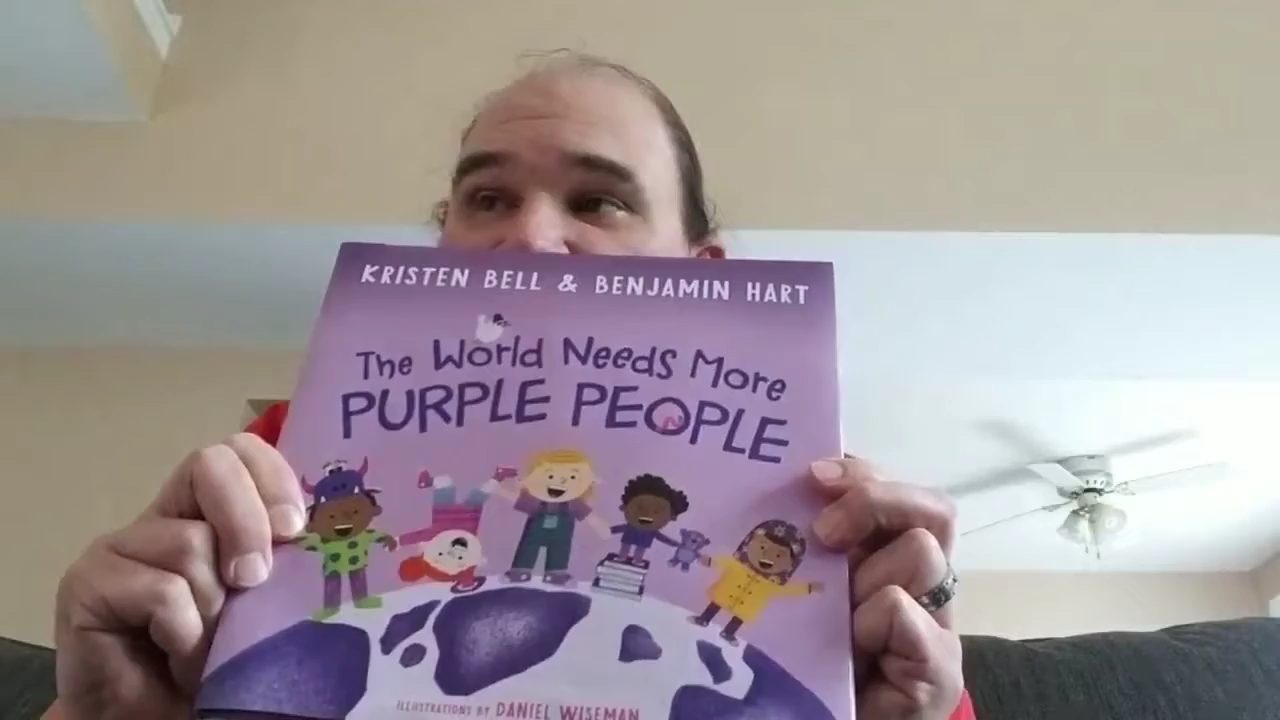 KRISTEN BELL & BENJAMIN HART
The World Needs More
PURPLE PEOPLE
ILLUSTRATIONS BY DANIEL WISEMAN